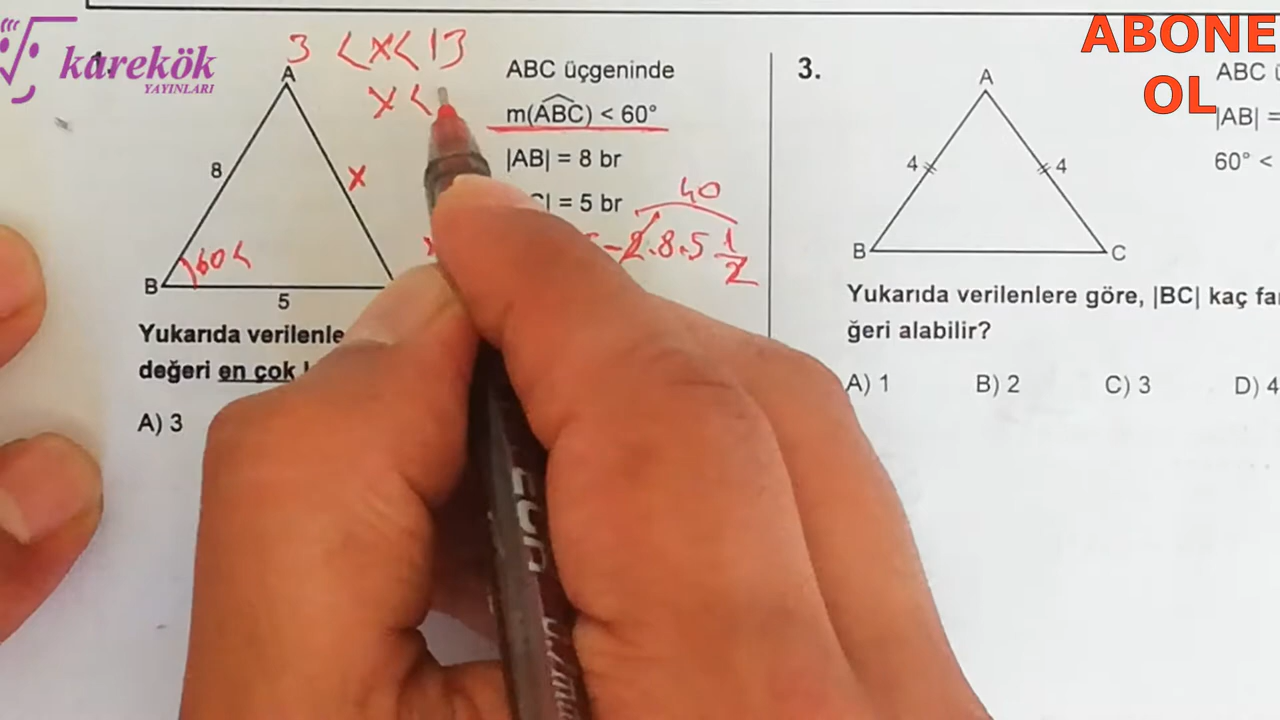 karekök
YAYINLARI
ABONE
OL
3 < x < 13
x <
A
8
x
60 <
B
5
ABC üçgeninde
m(ABC) < 60°
|AB| = 8 br
| = 5 br
40
- 2.8.5 1/2
Yukarıda
değeri en çok
A) 3
3.
A
4
4
B
C
ABC
|AB| =
60° <
Yukarıda verilenlere göre, |BC| kaç
ğeri alabilir?
A) 1 B) 2 C) 3 D) 4